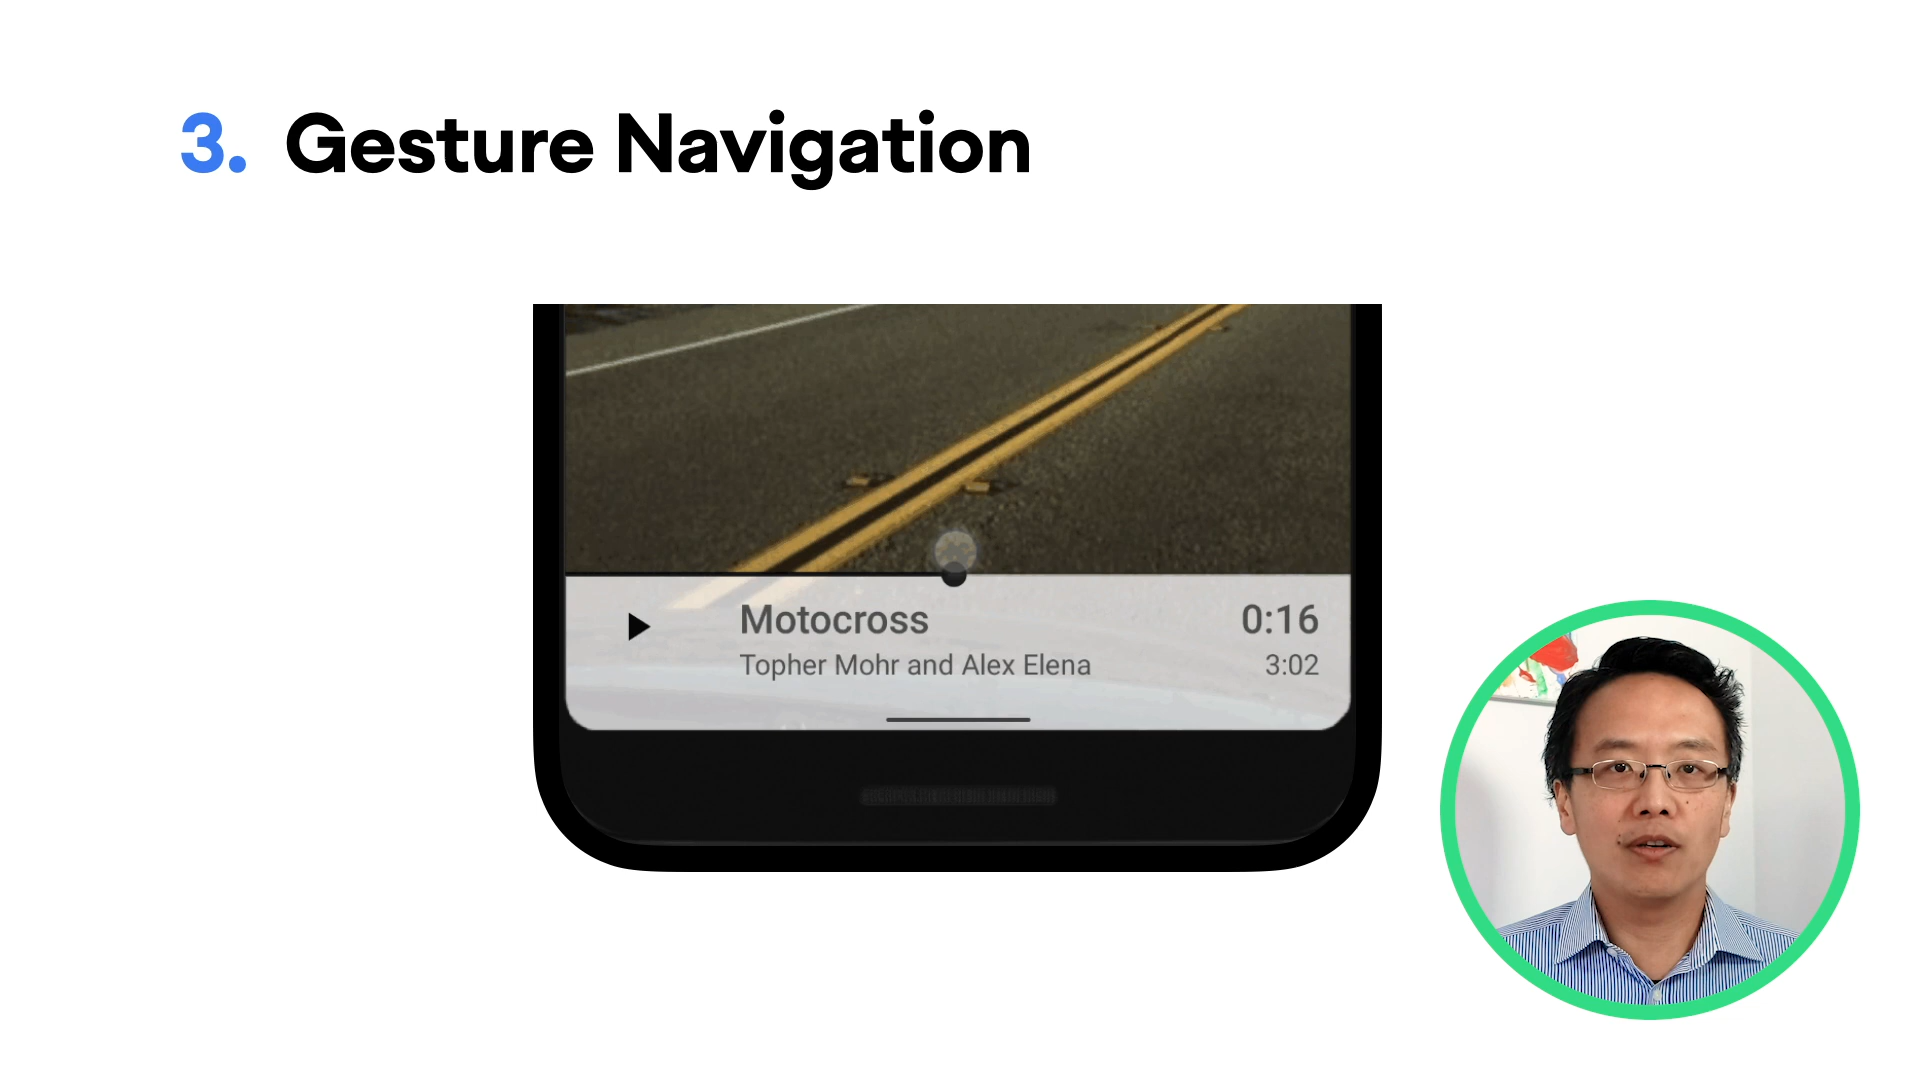 3. Gesture Navigation
Motocross 0:16
Topher Mohr and Alex Elena 3:02